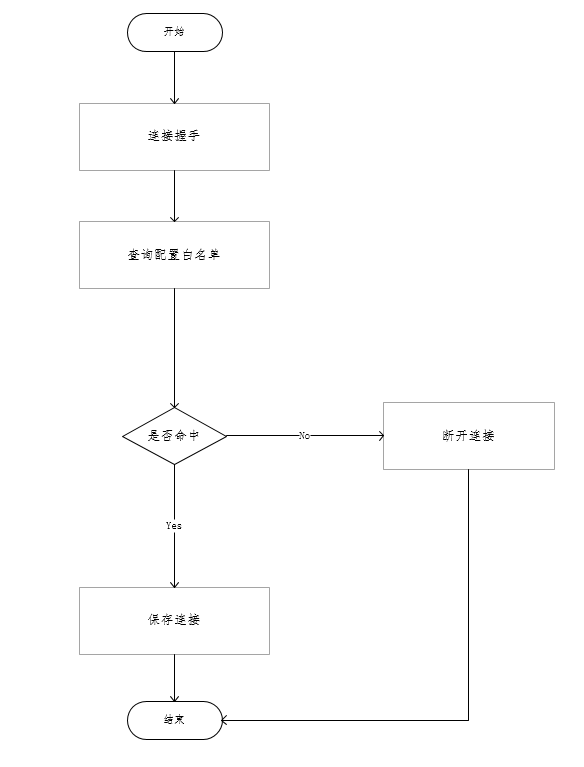 开始
连接握手
查询配置白名单
是否命中
No
断开连接
Yes
保存连接
结束